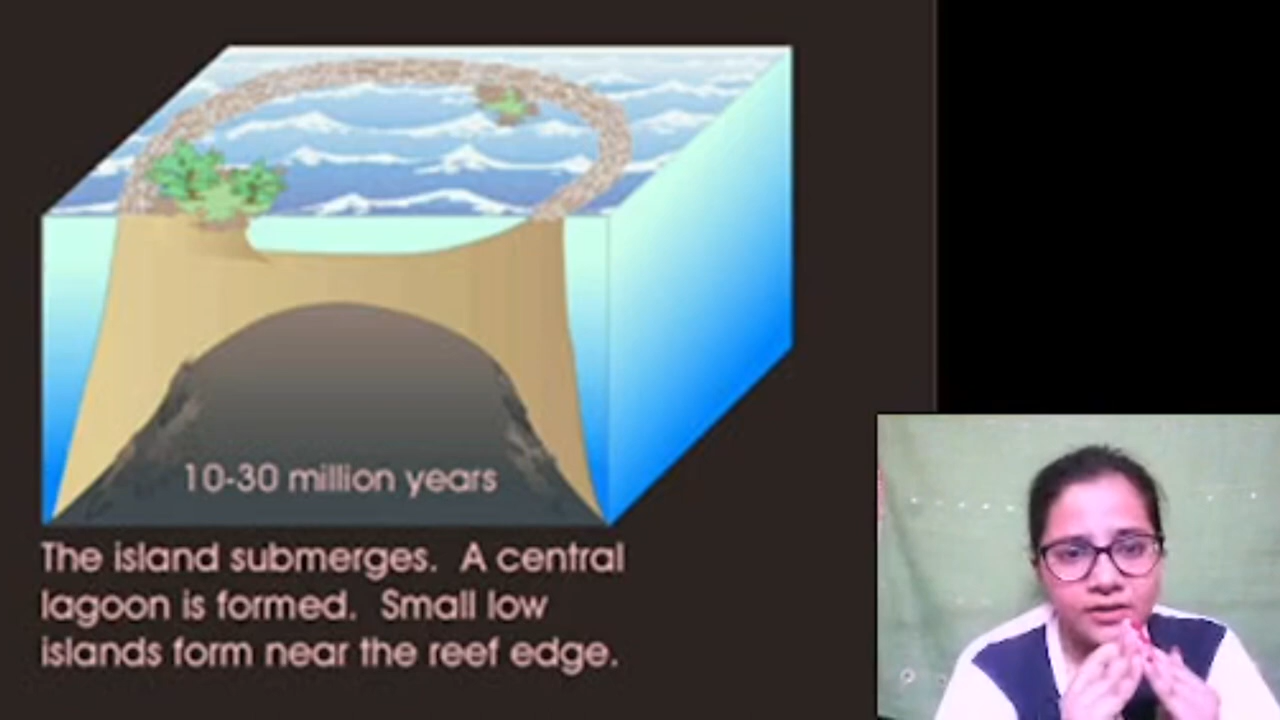 10-30 million years
The island submerges. A central
lagoon is formed. Small low
islands form near the reef edge.